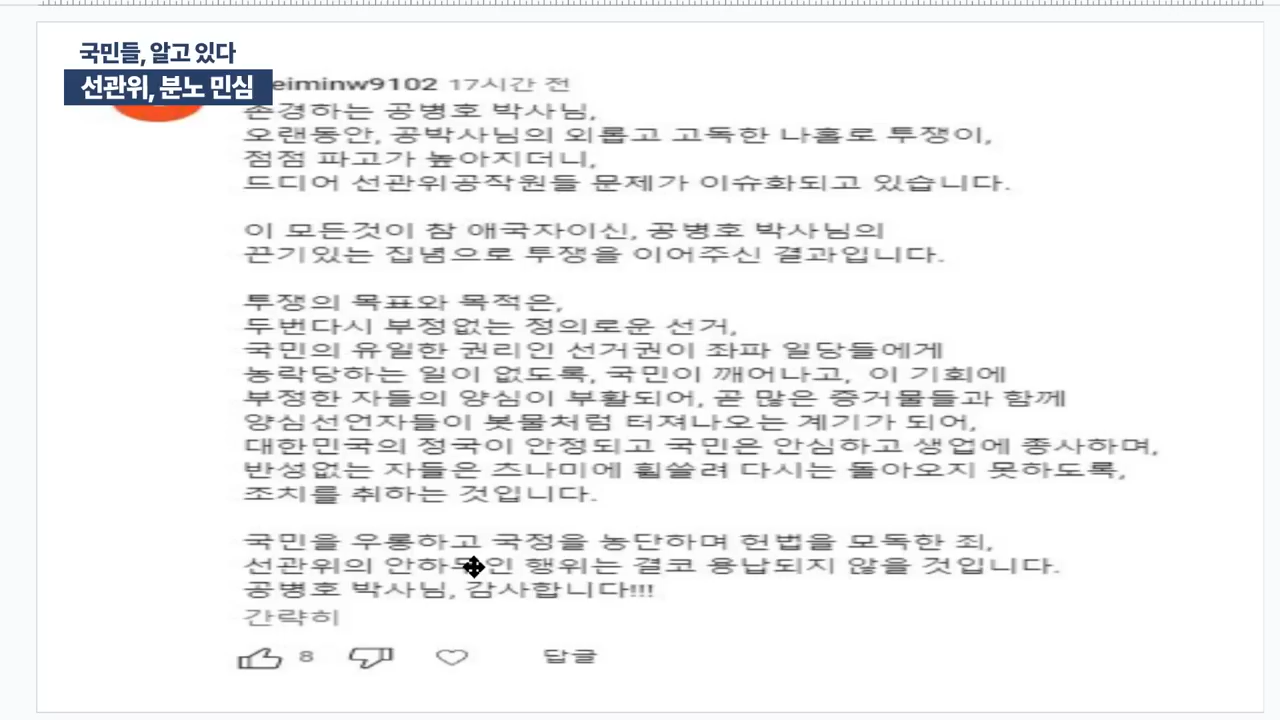 국민들, 알고 있다
선관위, 분노 민심
eiminw9102 17시간 전
존경하는 공병호 박사님,
오랜동안, 공박사님의 외롭고 고독한 나홀로 투쟁이,
점점 파고가 높아지더니,
드디어 선관위공작원들 문제가 이슈화되고 있습니다.
이 모든것이 참 애국자이신, 공병호 박사님의
끈기있는 집념으로 투쟁을 이어주신 결과입니다.
투쟁의 목표와 목적은,
두번다시 부정없는 정의로운 선거,
국민의 유일한 권리인 선거권이 좌파 일당들에게
농락당하는 일이 없도록, 국민이 깨어나고, 이 기회에
부정한 자들의 양심이 부활되어, 곧 많은 증거물들과 함께
양심선언자들이 봇물처럼 터져나오는 계기가 되어,
대한민국의 정국이 안정되고 국민은 안심하고 생업에 종사하며,
반성없는 자들은 츠나미에 휩쓸려 다시는 돌아오지 못하도록,
조치를 취하는 것입니다.
국민을 우롱하고 국정을 농단하며 헌법을 모독한 죄,
선관위의 행위는 결코 용납되지 않을 것입니다.
공병호 박사님, 감사합니다!!!
간략히
8 답글